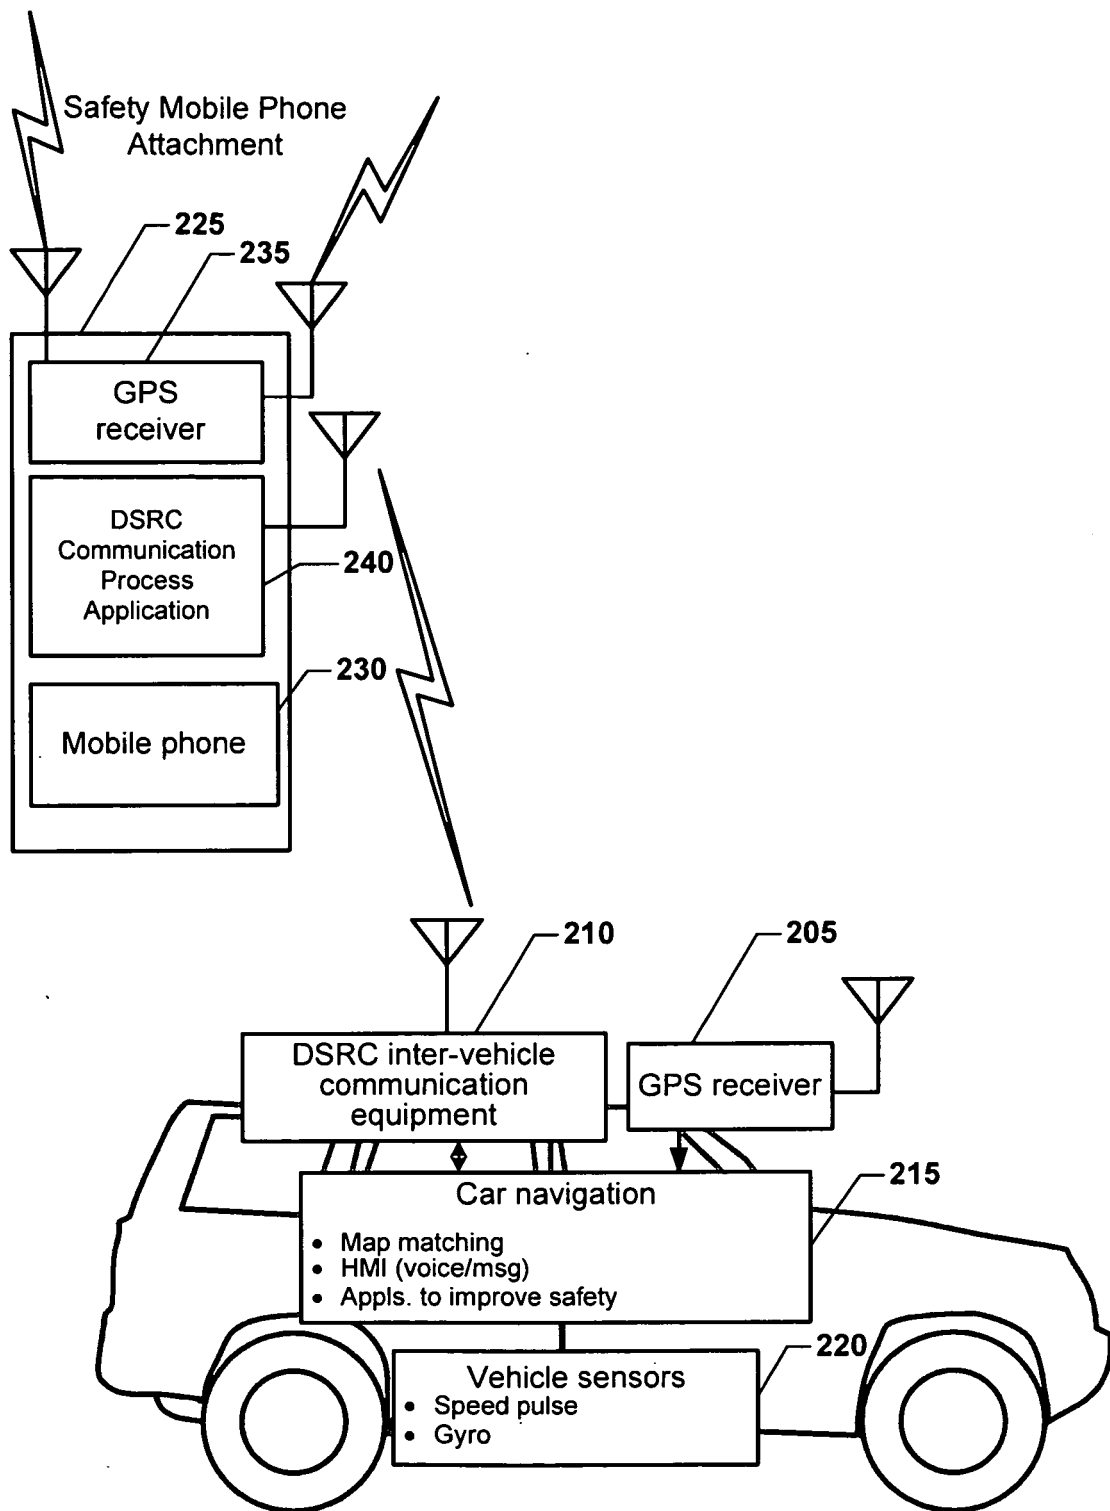 Safety Mobile Phone
Attachment
225
235
GPS
receiver
DSRC
Communication
Process
Application
240
230
Mobile phone
210
205
DSRC inter-vehicle
communication
equipment
GPS receiver
215
Car navigation
• Map matching
• HMI (voice/msg)
• Appls. to improve safety
220
Vehicle sensors
• Speed pulse
• Gyro